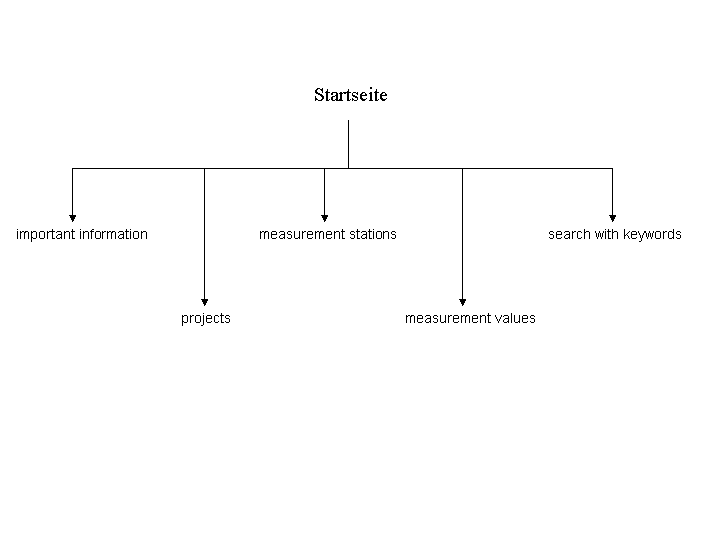 Startseite
important information
measurement stations
search with keywords
projects
measurement values